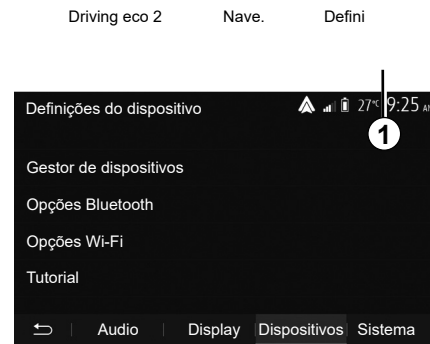 Driving eco 2 Nave. Defini
Definições do dispositivo 27°C 9:25
1
Gestor de dispositivos
Opções Bluetooth
Opções Wi-Fi
Tutorial
Audio Display Dispositivos Sistema